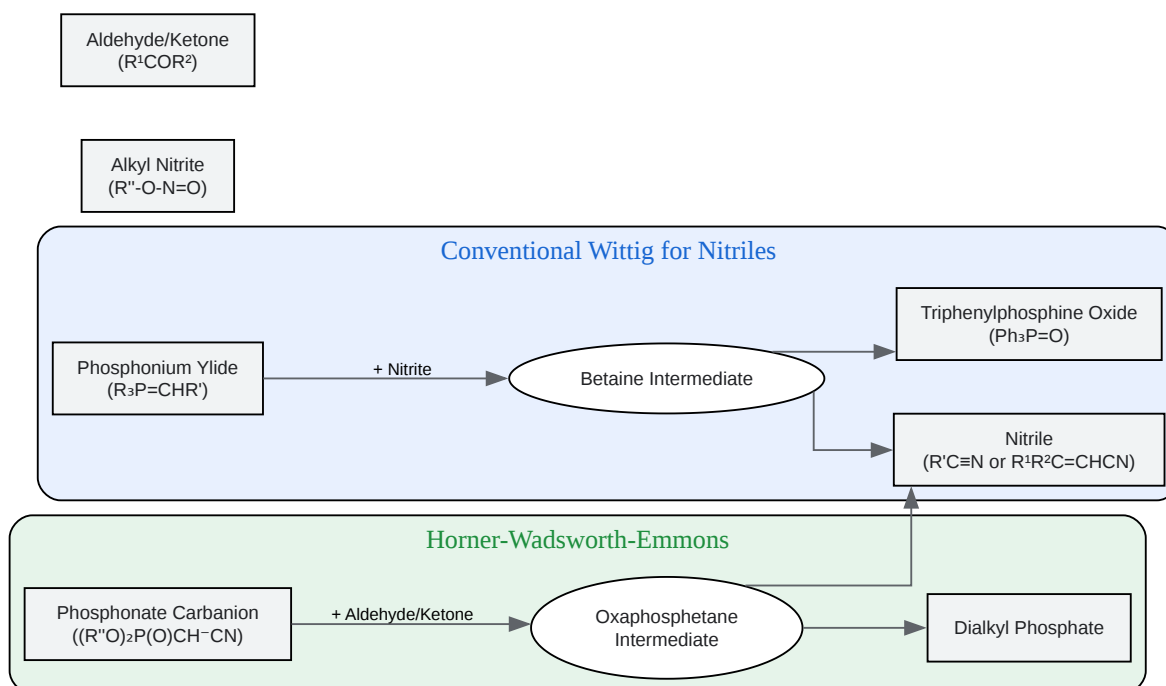 Aldehyde/Ketone
(R¹COR²)
Alkyl Nitrite
(R''-O-N=O)
Conventional Wittig for Nitriles
Phosphonium Ylide
(R₃P=CHR')
+ Nitrite
Betaine Intermediate
Triphenylphosphine Oxide
(Ph₃P=O)
Nitrile
(R'C≡N or R¹R²C=CHCN)
Horner-Wadsworth-Emmons
Phosphonate Carbanion
((R''O)₂P(O)CH⁻CN)
+ Aldehyde/Ketone
Oxaphosphetane
Intermediate
Dialkyl Phosphate